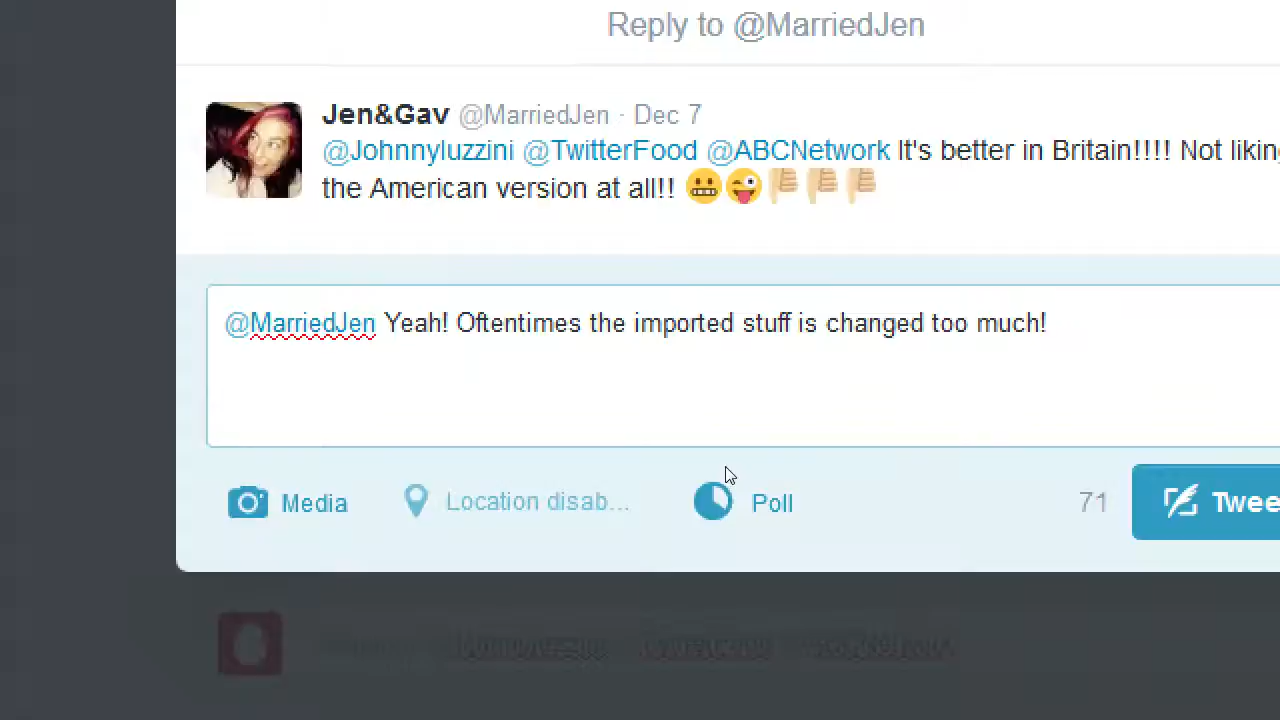 Reply to @MarriedJen
Jen&Gav @MarriedJen · Dec 7
@Johnnyluzzini @TwitterFood @ABCNetwork It's better in Britain!!!! Not likin
the American version at all!! 😬😜👎🏼👎🏼👎🏼
@MarriedJen Yeah! Oftentimes the imported stuff is changed too much!
Media Location disab... Poll 71 Twee